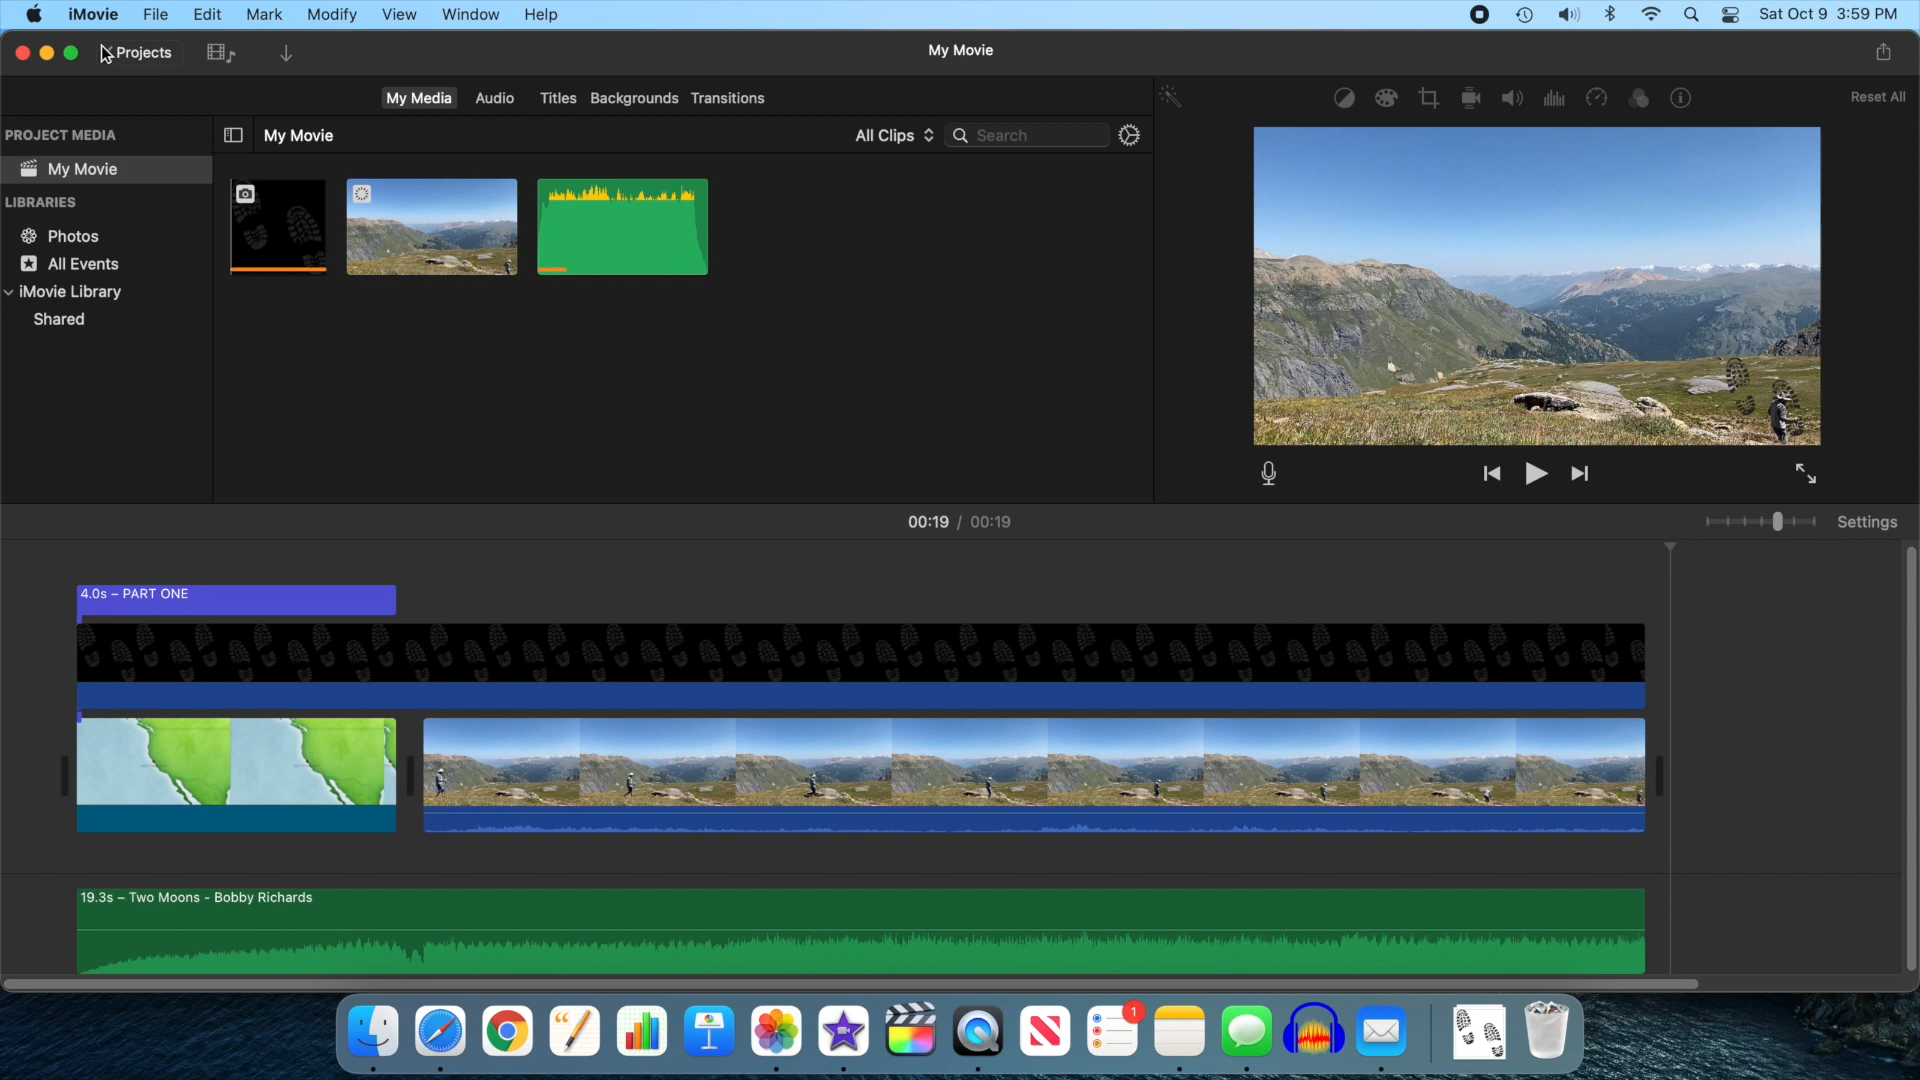 iMovie File Edit Mark Modify View Window Help Sat Oct 9 3:59 PM
Projects My Movie
My Media Audio Titles Backgrounds Transitions Reset All
PROJECT MEDIA My Movie All Clips Search
My Movie
LIBRARIES
Photos
All Events
iMovie Library
Shared
00:19 / 00:19 Settings
4.0s – PART ONE
19.3s – Two Moons - Bobby Richards
1